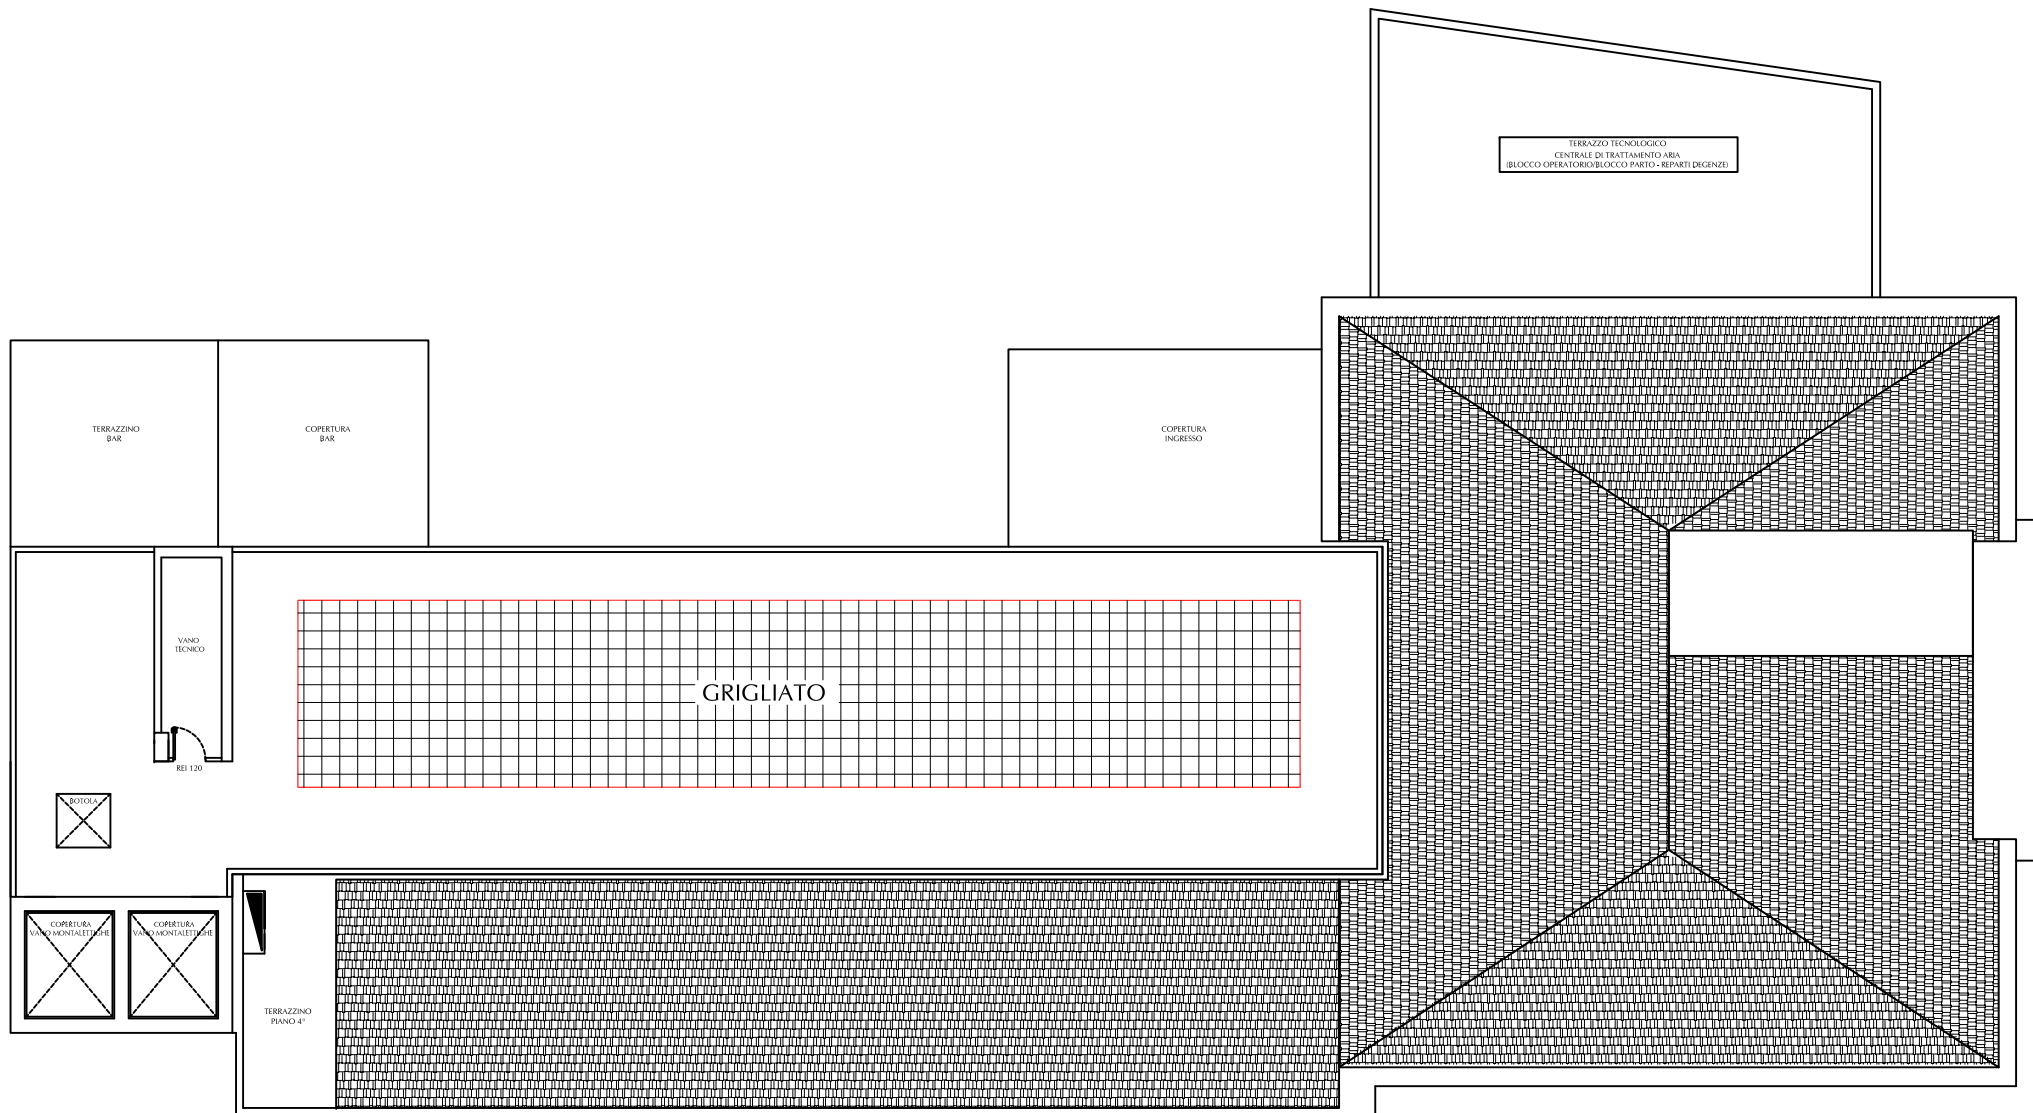 TERRAZZO TECNOLOGICO
CENTRALE DI TRATTAMENTO ARIA
(BLOCCO OPERATORIO/BLOCCO PARTO - REPARTI DEGENZE)
TERRAZZINO
BAR
COPERTURA
BAR
COPERTURA
INGRESSO
VANO
TECNICO
GRIGLIATO
REI 120
BOTOLA
COPERTURA
VANO MONTALETTIGHE
COPERTURA
VANO MONTALETTIGHE
TERRAZZINO
PIANO 4°